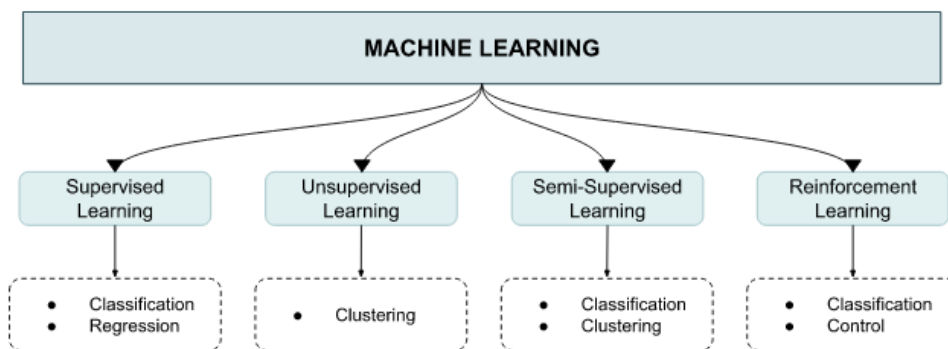 MACHINE LEARNING
Supervised
Learning
Unsupervised
Learning
Semi-Supervised
Learning
Reinforcement
Learning
● Classification
● Regression
● Clustering
● Classification
● Clustering
● Classification
● Control